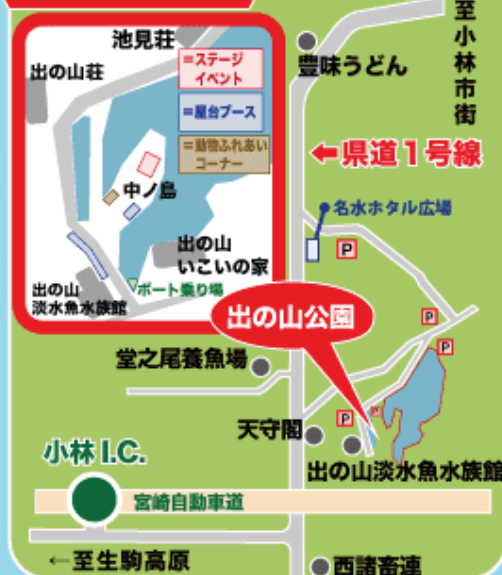 池見荘
出の山荘
=ステージ
イベント
=屋台ブース
=動物ふれあい
コーナー
中ノ島
出の山
いこいの家
出の山
淡水魚水族館
ボート乗り場
至小林市街
豊味うどん
←県道1号線
名水ホタル広場
P
出の山公園
P
P
堂之尾養魚場
P
P
天守閣
出の山淡水魚水族館
小林I.C.
宮崎自動車道
←至生駒高原
西諸畜連